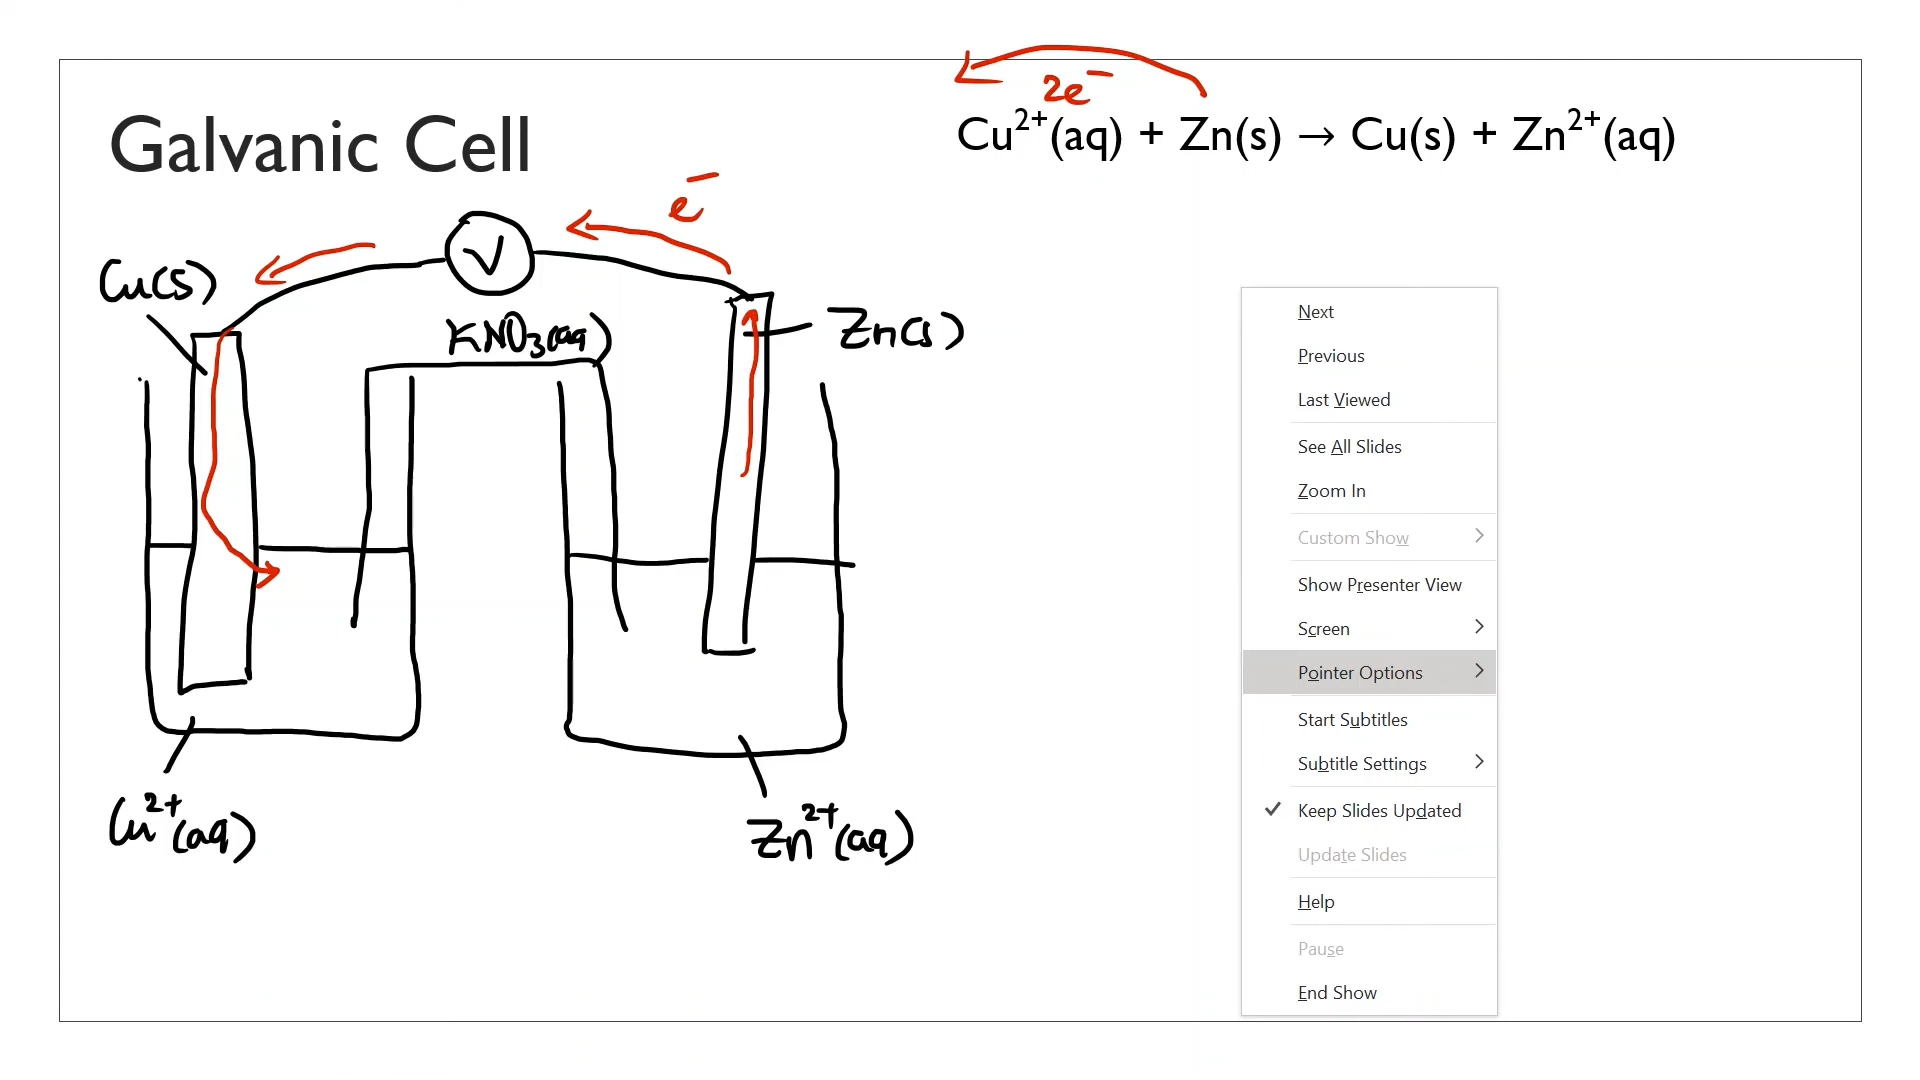 2e⁻
Galvanic Cell
Cu²⁺(aq) + Zn(s) → Cu(s) + Zn²⁺(aq)
e⁻
Cu(s)
V
KNO₃(aq)
Zn(s)
Cu²⁺(aq)
Zn²⁺(aq)
Next
Previous
Last Viewed
See All Slides
Zoom In
Custom Show
Show Presenter View
Screen
Pointer Options
Start Subtitles
Subtitle Settings
Keep Slides Updated
Update Slides
Help
Pause
End Show